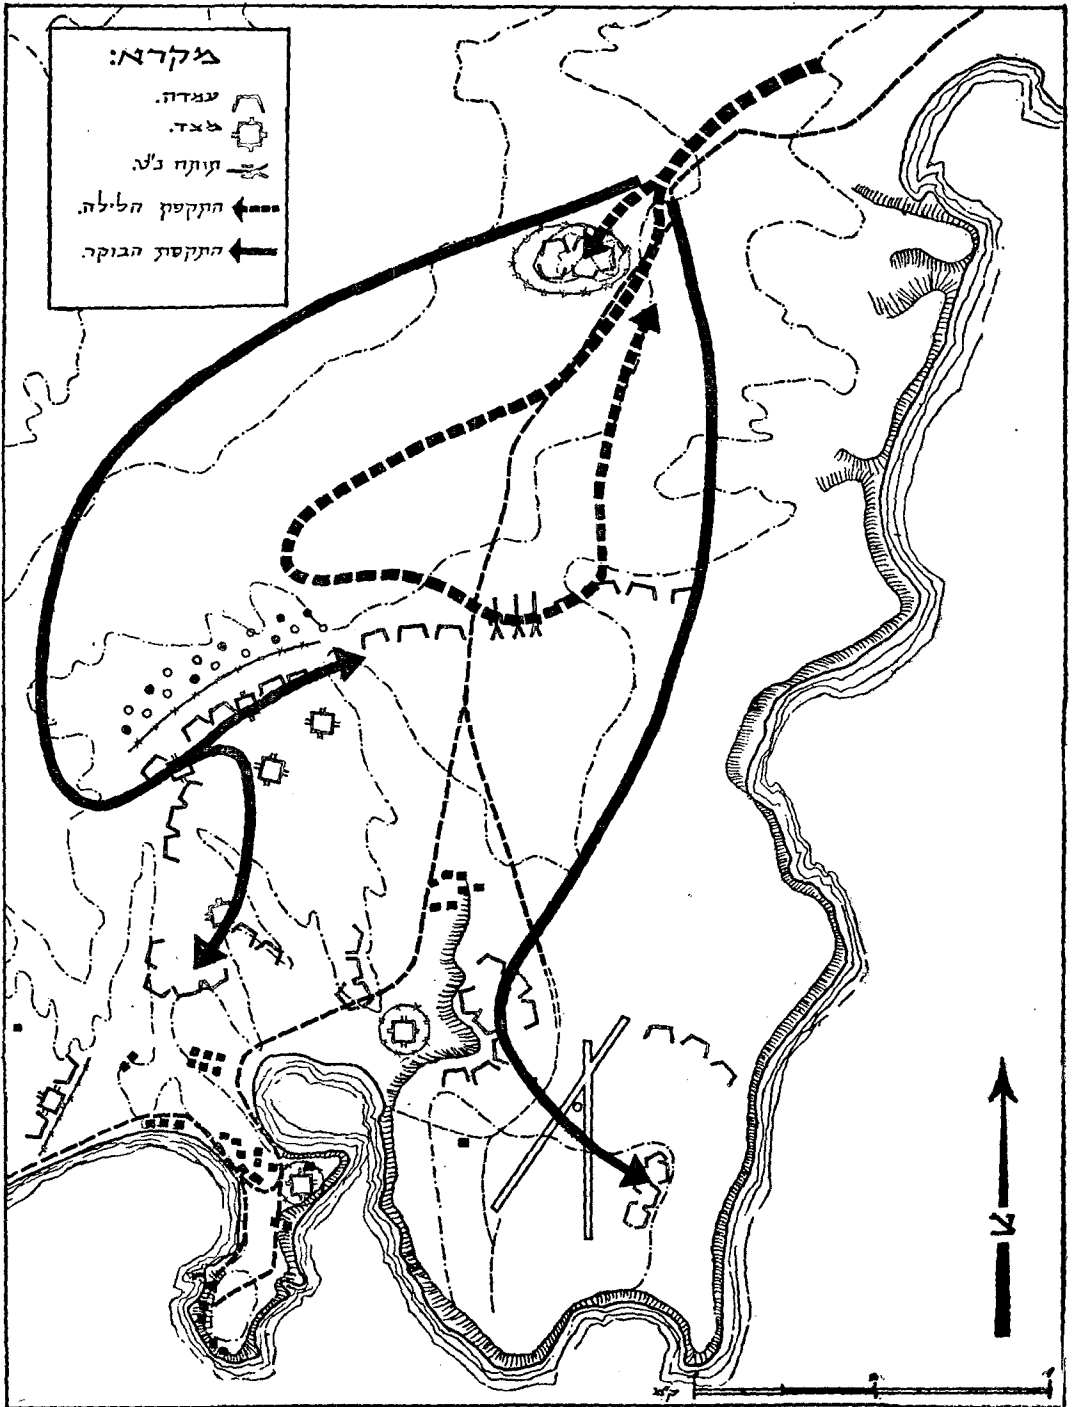 מקרא:
עמדה.
מצד.
תותח נ"ט.
התקפת הלילה.
התקפת הבוקר.
צ
ק"מ